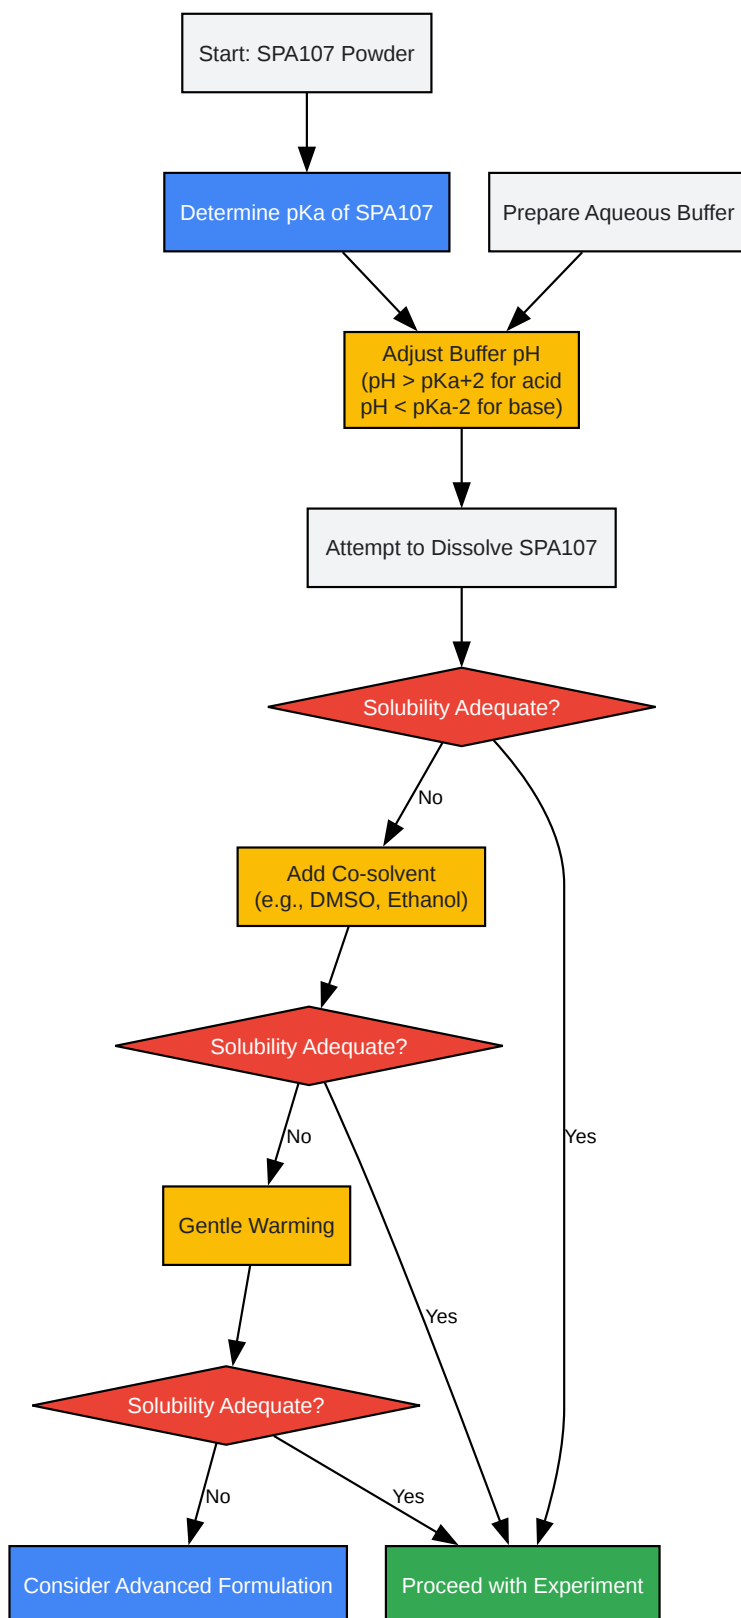 Start: SPA107 Powder
Determine pKa of SPA107
Prepare Aqueous Buffer
Adjust Buffer pH
(pH > pKa+2 for acid
pH < pKa-2 for base)
Attempt to Dissolve SPA107
Solubility Adequate?
No
Add Co-solvent
(e.g., DMSO, Ethanol)
Solubility Adequate?
No
Yes
Gentle Warming
Yes
Solubility Adequate?
No
Yes
Consider Advanced Formulation
Proceed with Experiment